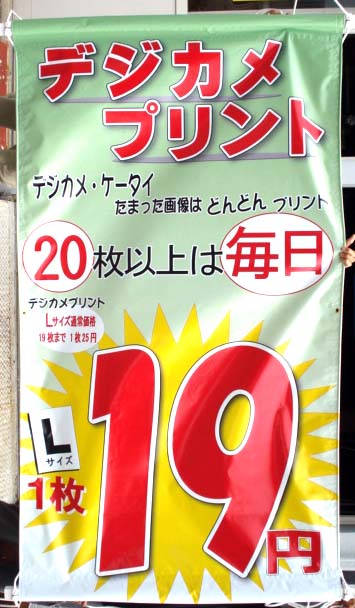 デジカメ
プリント
デジカメ・ケータイ
たまった画像は どんどん プリント
20枚以上は毎日
デジカメプリント
Lサイズ通常価格
19枚まで1枚25円
L
サイズ
1枚
19円